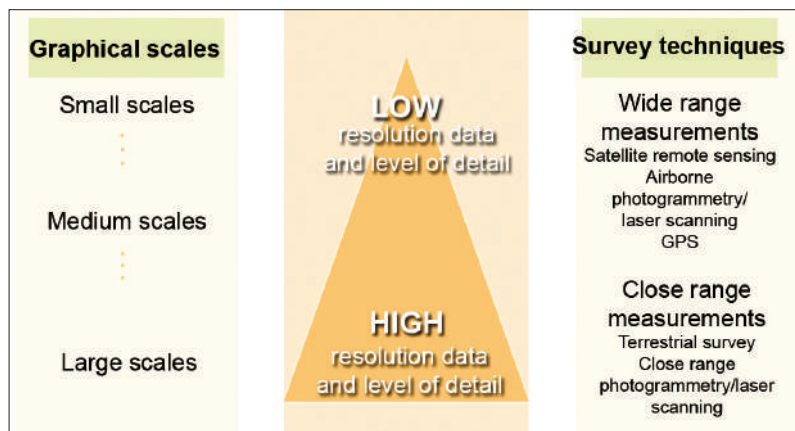 Graphical scales
Small scales
Medium scales
Large scales
LOW
resolution data
and level of detail
HIGH
resolution data
and level of detail
Survey techniques
Wide range
measurements
Satellite remote sensing
Airborne
photogrammetry/
laser scanning
GPS
Close range
measurements
Terrestrial survey
Close range
photogrammetry/laser
scanning